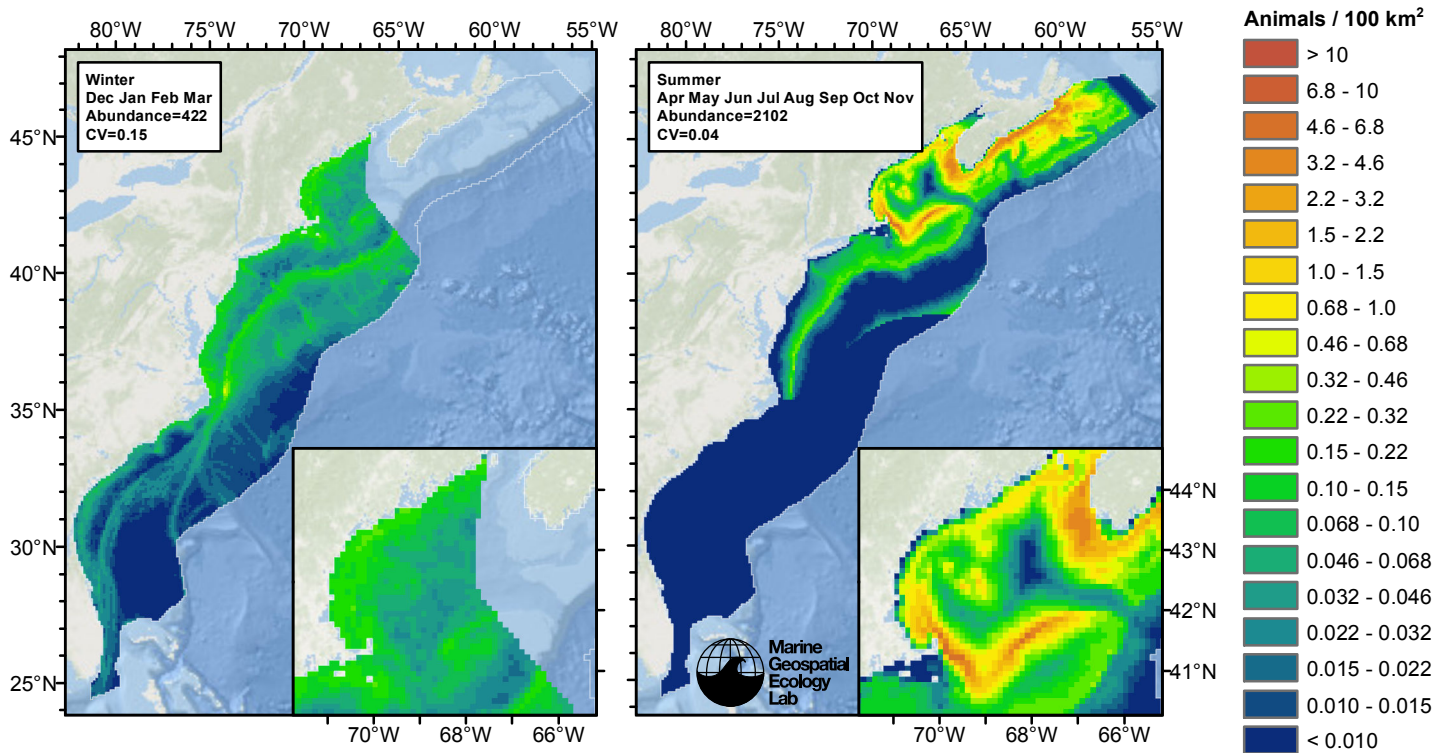 80°W 75°W 70°W 65°W 60°W 55°W
80°W 75°W 70°W 65°W 60°W 55°W
Winter
Dec Jan Feb Mar
Abundance=422
CV=0.15
Summer
Apr May Jun Jul Aug Sep Oct Nov
Abundance=2102
CV=0.04
45°N
40°N
35°N
30°N
25°N
44°N
43°N
42°N
41°N
70°W 68°W 66°W
70°W 68°W 66°W
Marine
Geospatial
Ecology
Lab
Animals / 100 km²
> 10
6.8 - 10
4.6 - 6.8
3.2 - 4.6
2.2 - 3.2
1.5 - 2.2
1.0 - 1.5
0.68 - 1.0
0.46 - 0.68
0.32 - 0.46
0.22 - 0.32
0.15 - 0.22
0.10 - 0.15
0.068 - 0.10
0.046 - 0.068
0.032 - 0.046
0.022 - 0.032
0.015 - 0.022
0.010 - 0.015
< 0.010